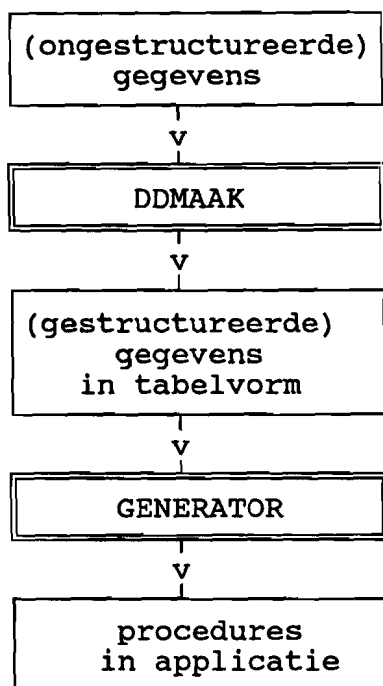 (ongestructureerde)
gegevens
v
DDMAAK
v
(gestructureerde)
gegevens
in tabelvorm
v
GENERATOR
v
procedures
in applicatie